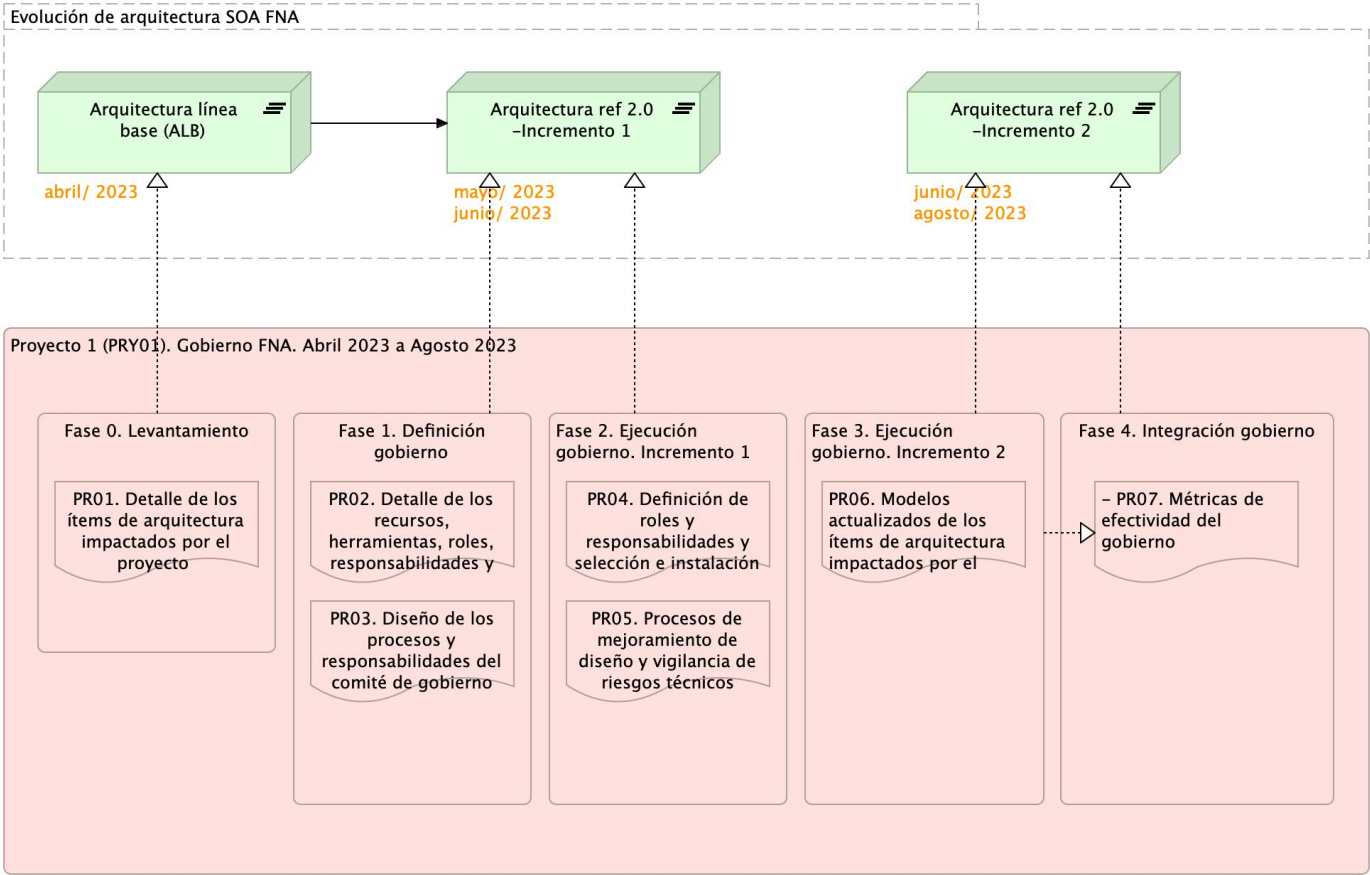 Evolución de arquitectura SOA FNA
Arquitectura línea
base (ALB)
Arquitectura ref 2.0
-Incremento 1
Arquitectura ref 2.0
-Incremento 2
abril/ 2023
mayo/ 2023
junio/ 2023
junio/ 2023
agosto/ 2023
Proyecto 1 (PRY01). Gobierno FNA. Abril 2023 a Agosto 2023
Fase 0. Levantamiento
PR01. Detalle de los
ítems de arquitectura
impactados por el
proyecto
Fase 1. Definición
gobierno
PR02. Detalle de los
recursos,
herramientas, roles,
responsabilidades y
PR03. Diseño de los
procesos y
responsabilidades del
comité de gobierno
Fase 2. Ejecución
gobierno. Incremento 1
PR04. Definición de
roles y
responsabilidades y
selección e instalación
PR05. Procesos de
mejoramiento de
diseño y vigilancia de
riesgos técnicos
Fase 3. Ejecución
gobierno. Incremento 2
PR06. Modelos
actualizados de los
ítems de arquitectura
impactados por el
Fase 4. Integración gobierno
- PR07. Métricas de
efectividad del
gobierno